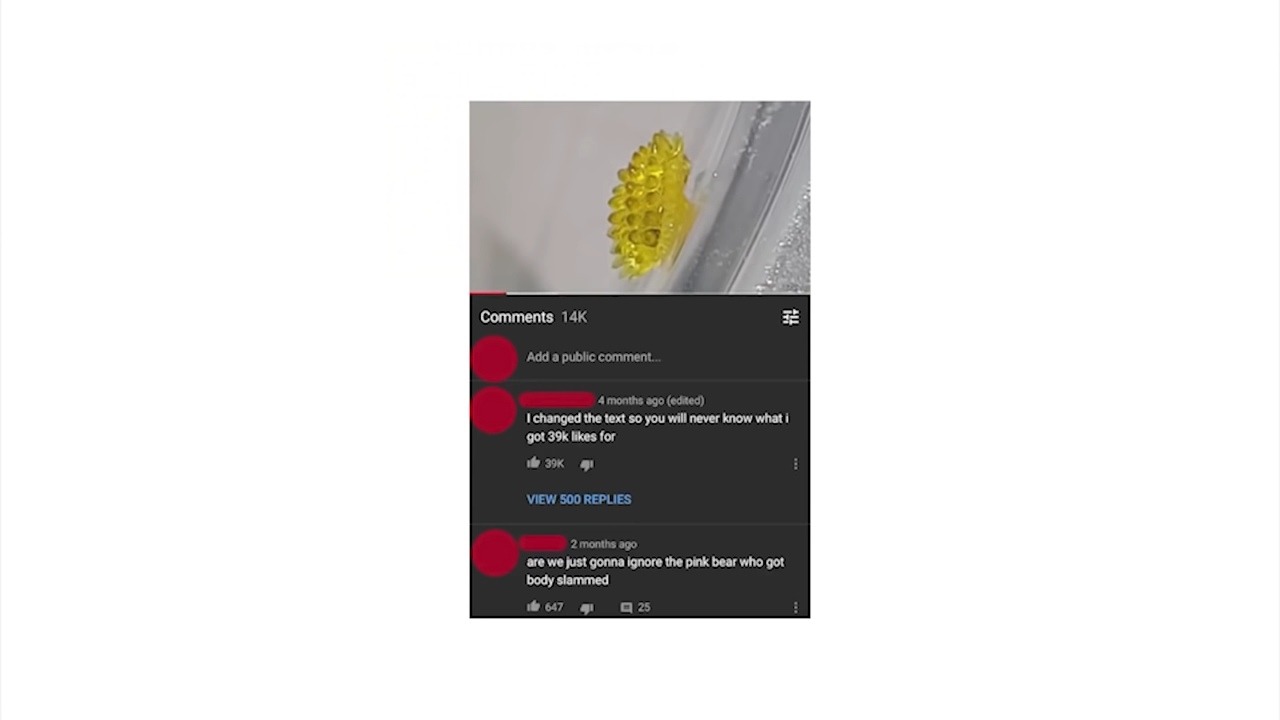 Comments 14K
Add a public comment...
4 months ago (edited)
I changed the text so you will never know what i
got 39k likes for
39K
VIEW 500 REPLIES
2 months ago
are we just gonna ignore the pink bear who got
body slammed
647 25